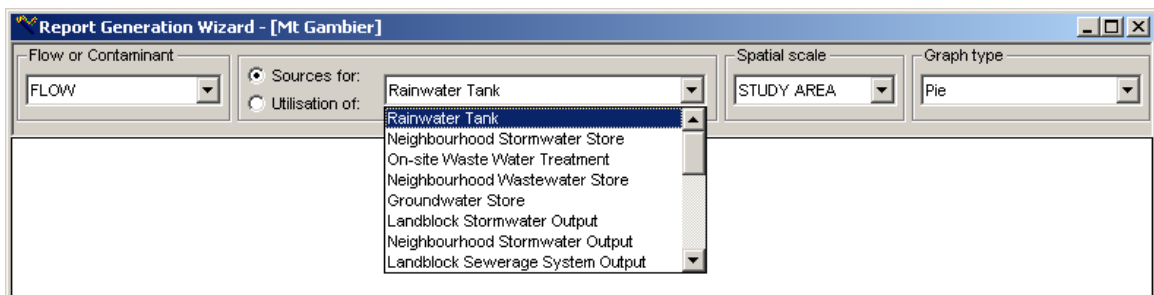 Report Generation Wizard - [Mt Gambier]
Flow or Contaminant
Spatial scale
Graph type
FLOW
Sources for:
Utilisation of:
Rainwater Tank
STUDY AREA
Pie
Rainwater Tank
Neighbourhood Stormwater Store
On-site Waste Water Treatment
Neighbourhood Wastewater Store
Groundwater Store
Landblock Stormwater Output
Neighbourhood Stormwater Output
Landblock Sewerage System Output